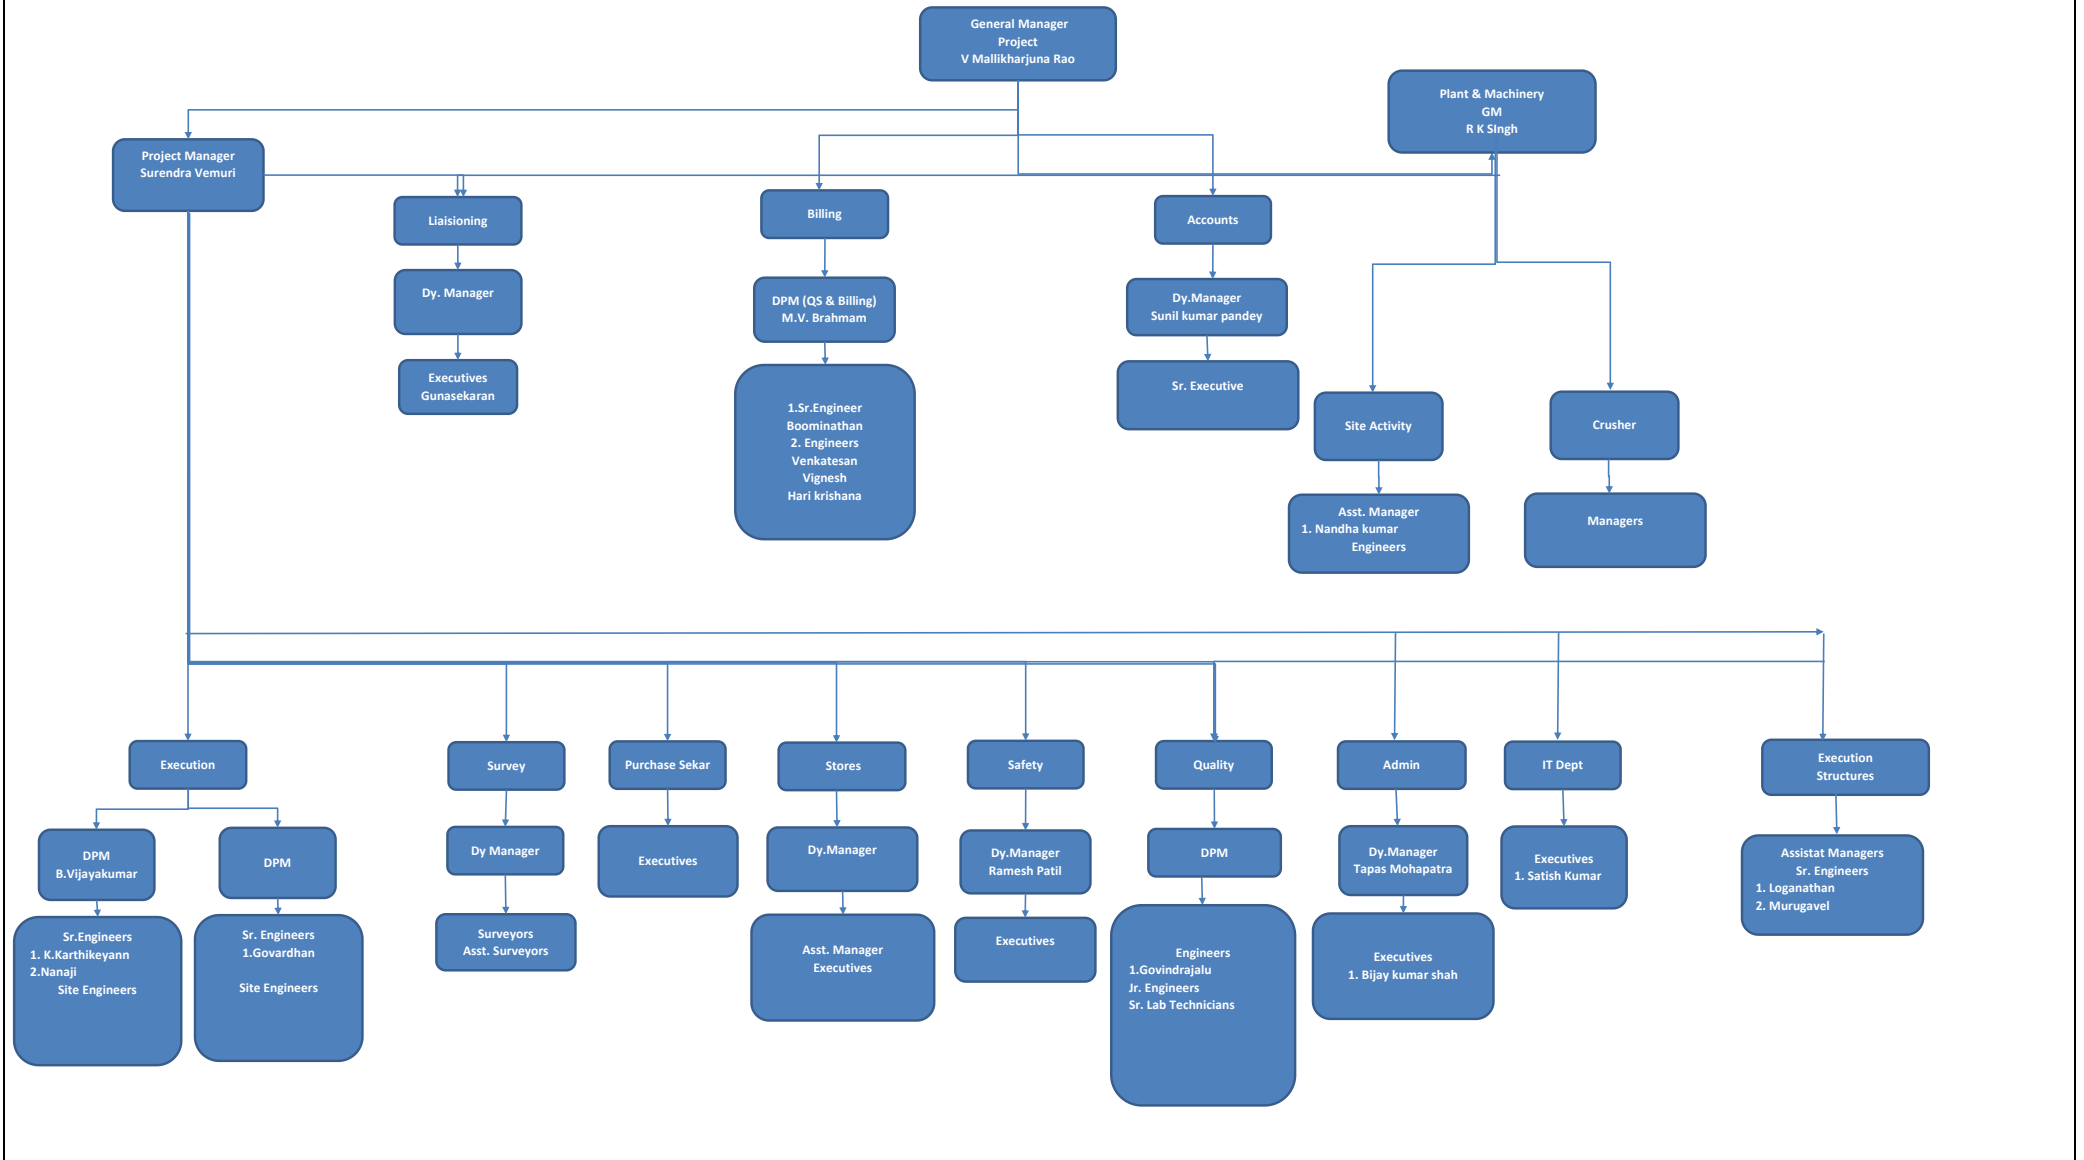 General Manager
Project
V Mallikharjuna Rao
Plant & Machinery
GM
R K SIngh
Project Manager
Surendra Vemuri
Liaisioning
Billing
Accounts
Dy. Manager
DPM (QS & Billing)
M.V. Brahmam
Dy.Manager
Sunil kumar pandey
Executives
Gunasekaran
1.Sr.Engineer
Boominathan
2. Engineers
Venkatesan
Vignesh
Hari krishana
Sr. Executive
Site Activity
Crusher
Asst. Manager
1. Nandha kumar
Engineers
Managers
Execution
Survey
Purchase Sekar
Stores
Safety
Quality
Admin
IT Dept
Execution
Structures
DPM
B.Vijayakumar
DPM
Dy Manager
Executives
Dy.Manager
Dy.Manager
Ramesh Patil
DPM
Dy.Manager
Tapas Mohapatra
Executives
1. Satish Kumar
Assistat Managers
Sr. Engineers
1. Loganathan
2. Murugavel
Sr.Engineers
1. K.Karthikeyann
2.Nanaji
Site Engineers
Sr. Engineers
1.Govardhan
Site Engineers
Surveyors
Asst. Surveyors
Asst. Manager
Executives
Executives
Engineers
1.Govindrajalu
Jr. Engineers
Sr. Lab Technicians
Executives
1. Bijay kumar shah